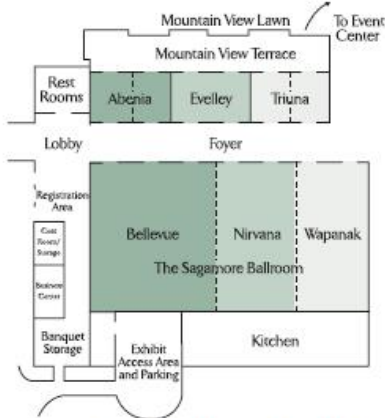 Mountain View Lawn
To Event
Center
Mountain View Terrace
Rest
Rooms
Abenia
Evelley
Triuna
Lobby
Foyer
Registration
Area
Coat
Room/
Storage
Bellevue
Nirvana
Wapanak
The Sagamore Ballroom
Business
Center
Banquet
Storage
Exhibit
Access Area
and Parking
Kitchen